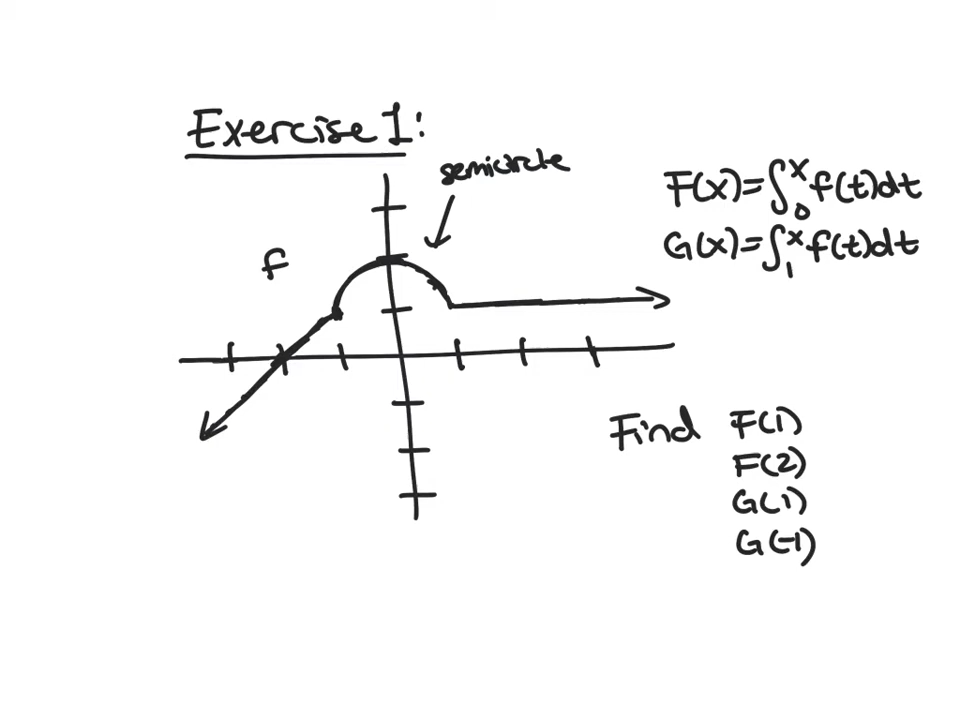 Exercise 1:
semicircle
F(x)=∫₀ˣf(t)dt
G(x)=∫₁ˣf(t)dt
f
Find F(1)
F(2)
G(1)
G(-1)